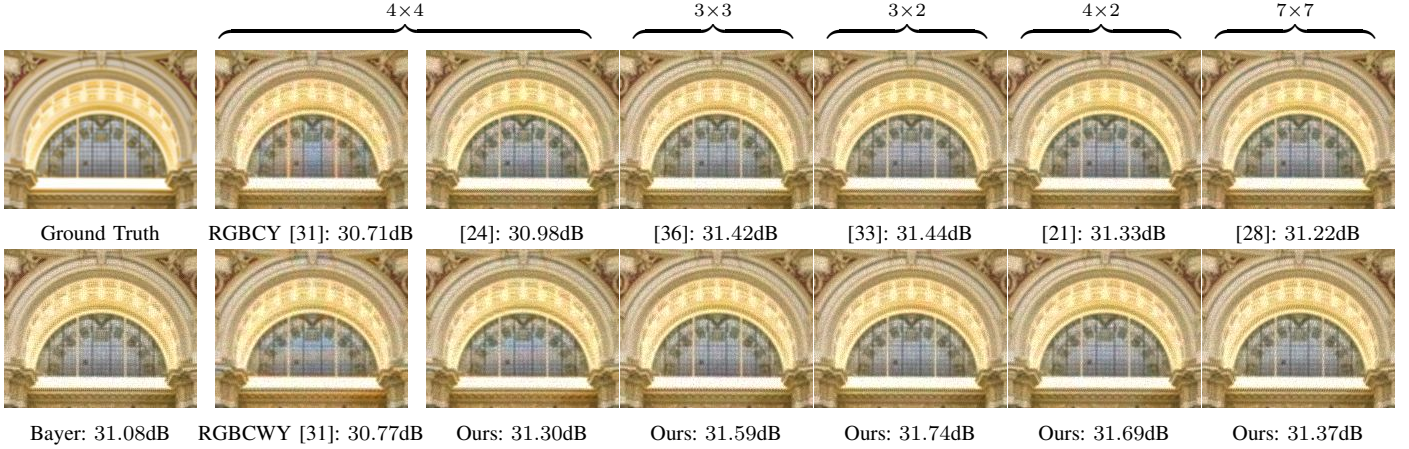 4×4 3×3 3×2 4×2 7×7
Ground Truth RGBCY [31]: 30.71dB [24]: 30.98dB [36]: 31.42dB [33]: 31.44dB [21]: 31.33dB [28]: 31.22dB
Bayer: 31.08dB RGBCWY [31]: 30.77dB Ours: 31.30dB Ours: 31.59dB Ours: 31.74dB Ours: 31.69dB Ours: 31.37dB